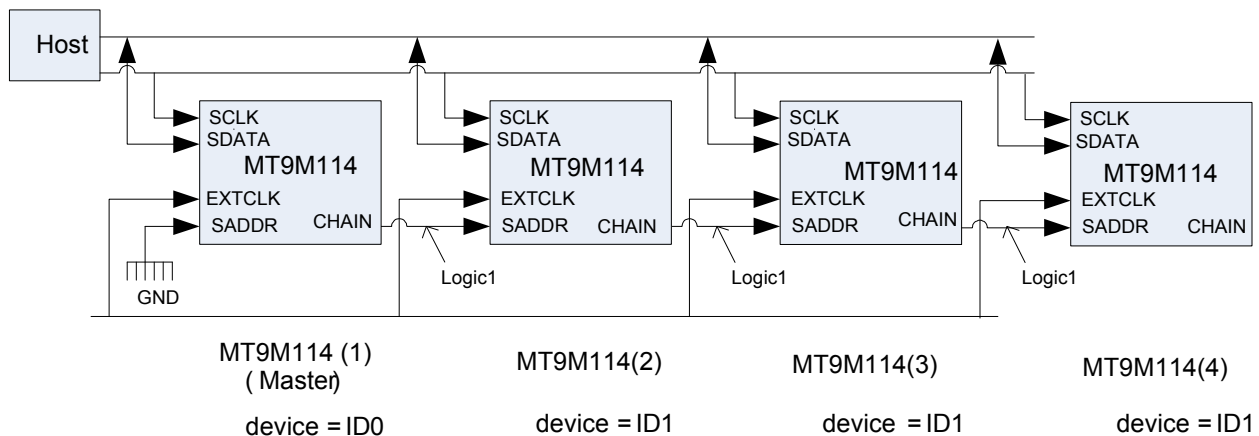 Host
SCLK
SDATA
MT9M114
EXTCLK
SADDR
CHAIN
SCLK
SDATA
MT9M114
EXTCLK
SADDR
CHAIN
SCLK
SDATA
MT9M114
EXTCLK
SADDR
CHAIN
SCLK
SDATA
MT9M114
EXTCLK
SADDR
CHAIN
GND
Logic1
Logic1
Logic1
MT9M114 (1)
( Master)
device = ID0
MT9M114(2)
device = ID1
MT9M114(3)
device = ID1
MT9M114(4)
device = ID1